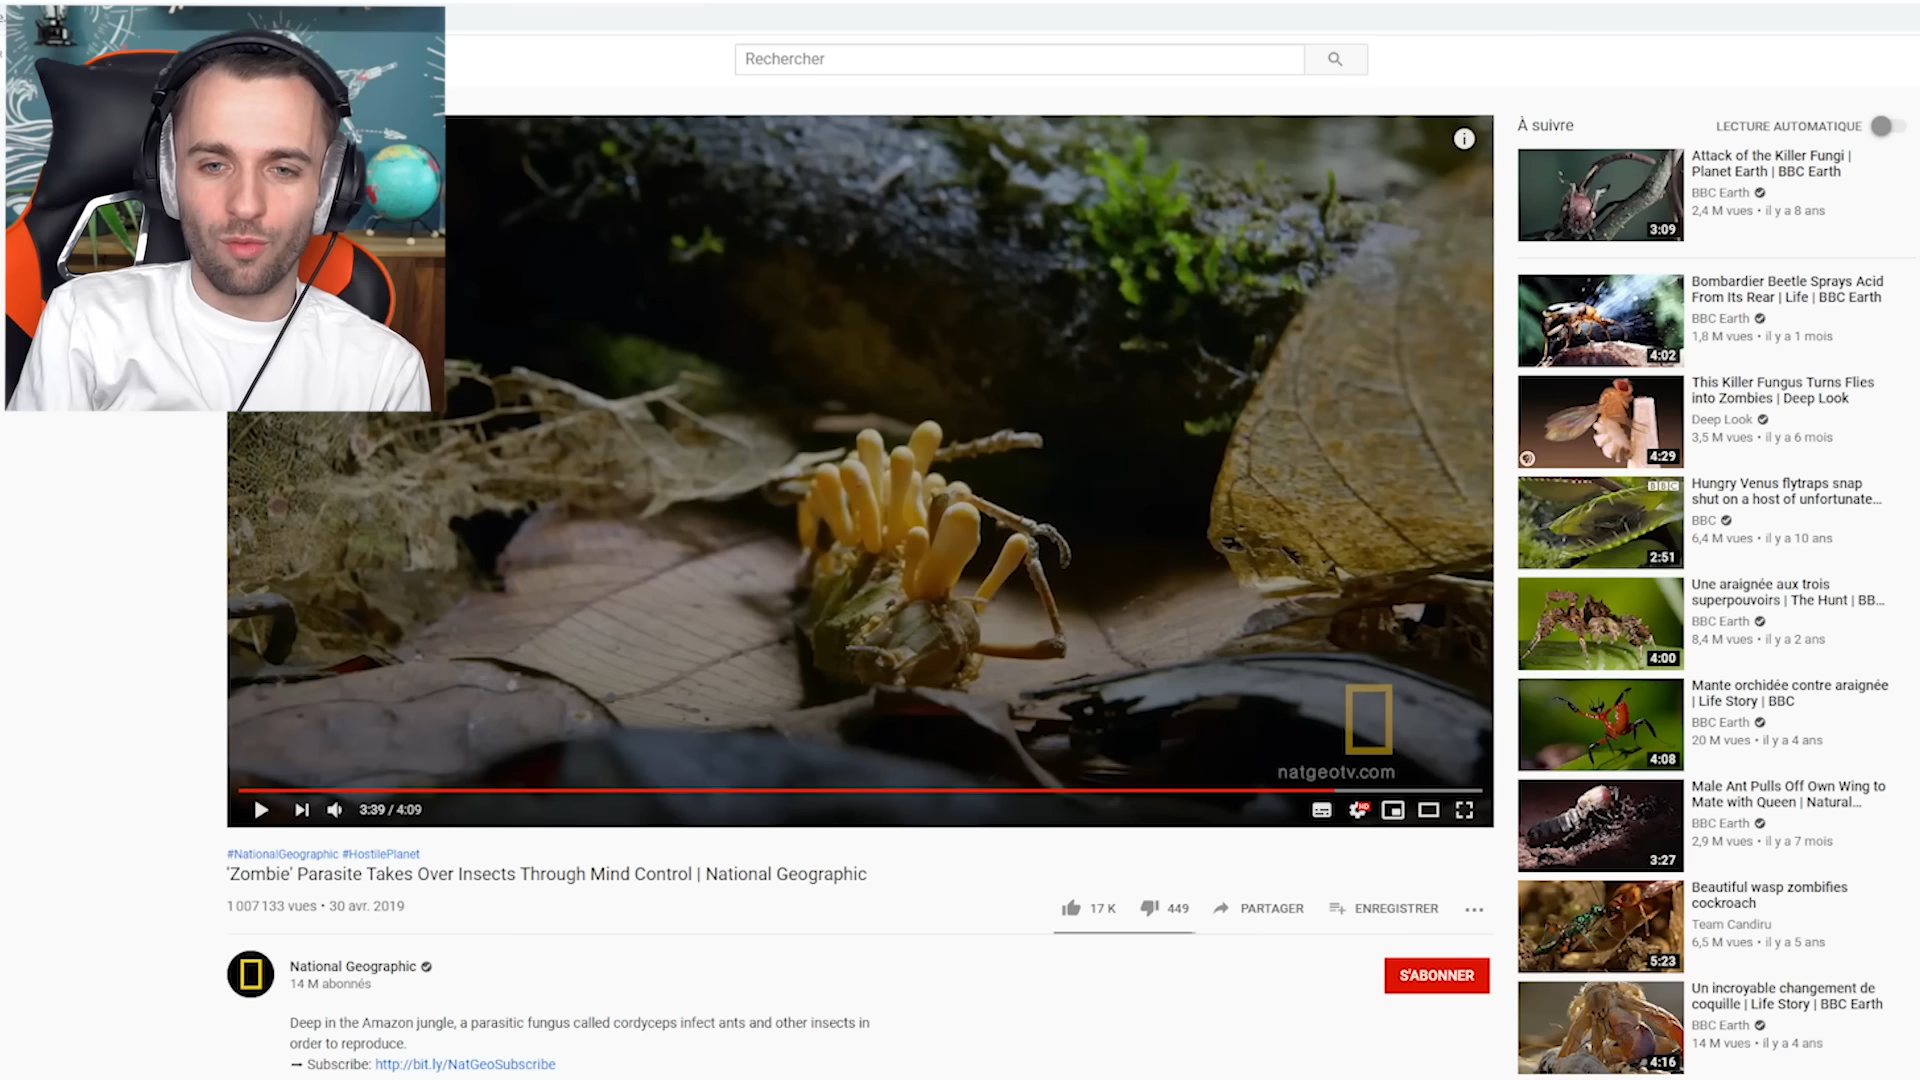 Rechercher
natgeotv.com
3:39 / 4:09
HD
#NationalGeographic #HostilePlanet
'Zombie' Parasite Takes Over Insects Through Mind Control | National Geographic
1 007 133 vues • 30 avr. 2019
17 K
449
PARTAGER
ENREGISTRER
National Geographic
14 M abonnés
S'ABONNER
Deep in the Amazon jungle, a parasitic fungus called cordyceps infect ants and other insects in
order to reproduce.
➡ Subscribe: http://bit.ly/NatGeoSubscribe
À suivre
LECTURE AUTOMATIQUE
3:09
Attack of the Killer Fungi |
Planet Earth | BBC Earth
BBC Earth
2,4 M vues • il y a 8 ans
4:02
Bombardier Beetle Sprays Acid
From Its Rear | Life | BBC Earth
BBC Earth
1,8 M vues • il y a 1 mois
4:29
This Killer Fungus Turns Flies
into Zombies | Deep Look
Deep Look
3,5 M vues • il y a 6 mois
BBC
2:51
Hungry Venus flytraps snap
shut on a host of unfortunate...
BBC
6,4 M vues • il y a 10 ans
4:00
Une araignée aux trois
superpouvoirs | The Hunt | BB...
BBC Earth
8,4 M vues • il y a 2 ans
4:08
Mante orchidée contre araignée
| Life Story | BBC
BBC Earth
20 M vues • il y a 4 ans
3:27
Male Ant Pulls Off Own Wing to
Mate with Queen | Natural...
BBC Earth
2,9 M vues • il y a 7 mois
5:23
Beautiful wasp zombifies
cockroach
Team Candiru
6,5 M vues • il y a 5 ans
4:16
Un incroyable changement de
coquille | Life Story | BBC Earth
BBC Earth
14 M vues • il y a 4 ans